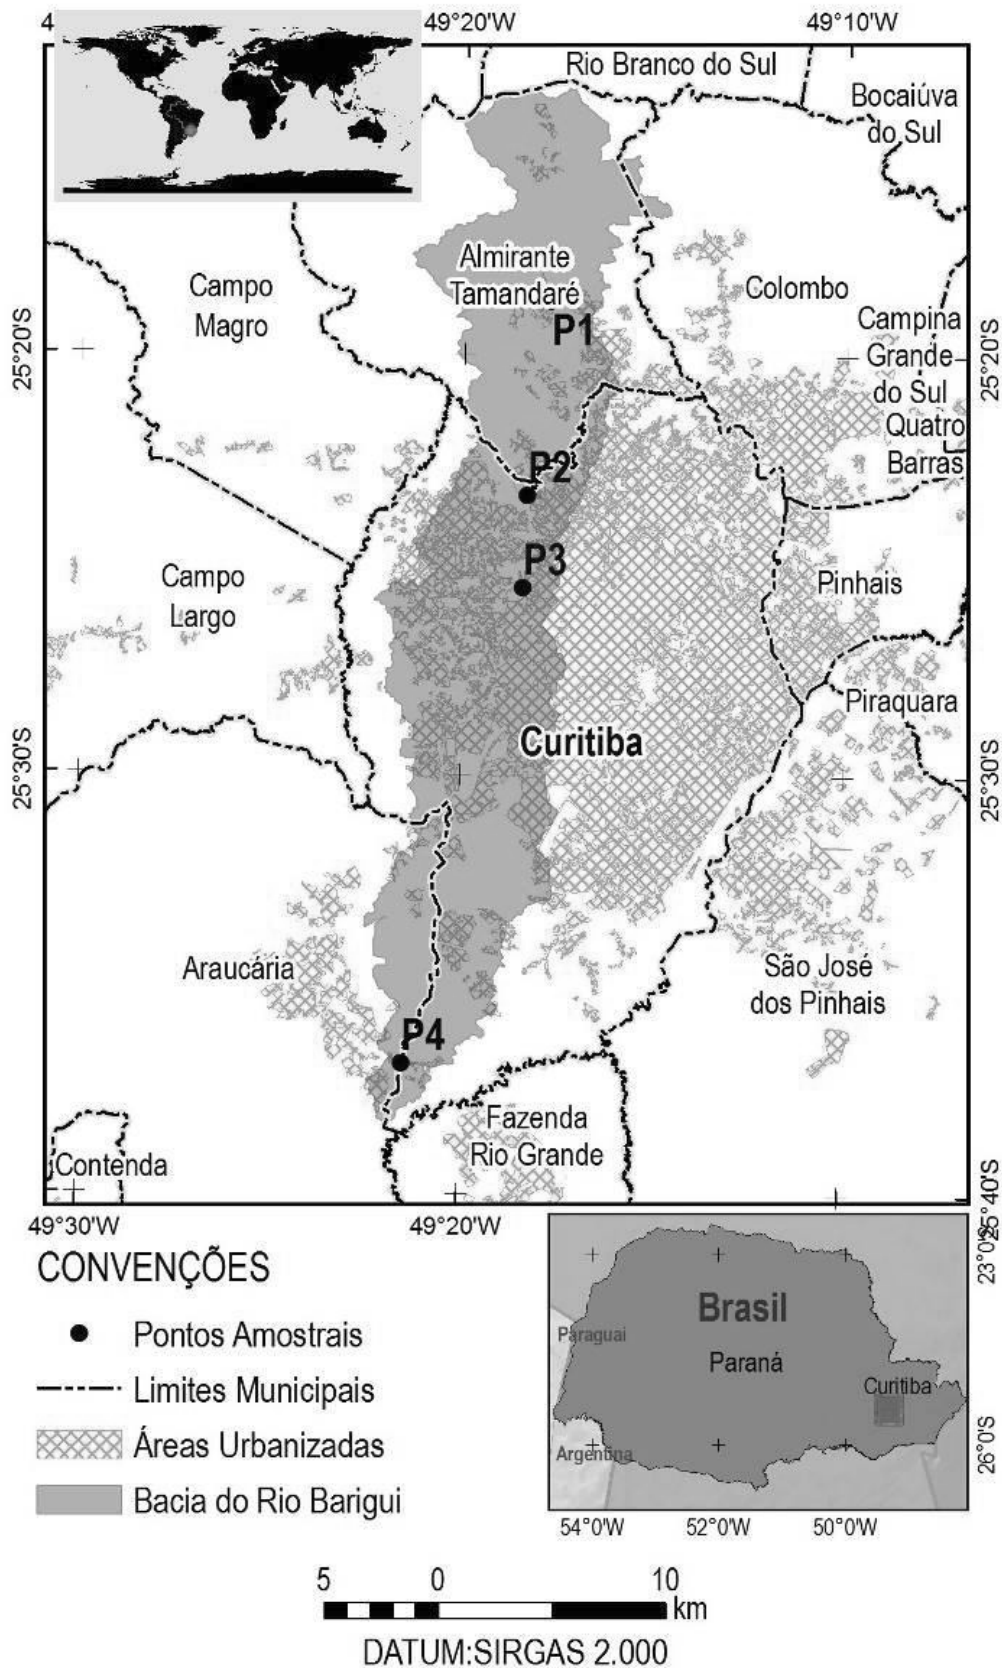 49°20'W
49°10'W
Rio Branco do Sul
Bocaiúva
do Sul
Almirante
Tamandaré
P1
Campo
Magro
Colombo
Campina
Grande
do Sul
Quatro
Barras
25°20'S
25°20'S
P2
P3
Campo
Largo
Pinhais
Piraquara
Curitiba
25°30'S
25°30'S
Araucária
São José
dos Pinhais
P4
Fazenda
Rio Grande
Contenda
25°40'S
49°30'W
49°20'W
CONVENÇÕES
Pontos Amostrais
Limites Municipais
Áreas Urbanizadas
Bacia do Rio Barigui
23°0'S
Brasil
Paraguai
Paraná
Curitiba
Argentina
26°0'S
54°0'W
52°0'W
50°0'W
5
0
10
km
DATUM:SIRGAS 2.000